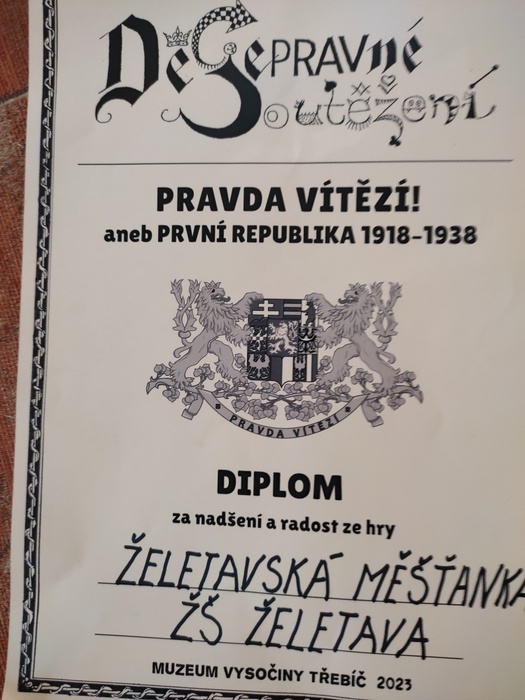 Dějepravné
Soutěžení
PRAVDA VÍTĚZÍ!
aneb PRVNÍ REPUBLIKA 1918-1938
PRAVDA VÍTĚZÍ
DIPLOM
za nadšení a radost ze hry
ŽELETAVSKÁ MĚŠŤANKA
ZŠ ŽELETAVA
MUZEUM VYSOČINY TŘEBÍČ 2023